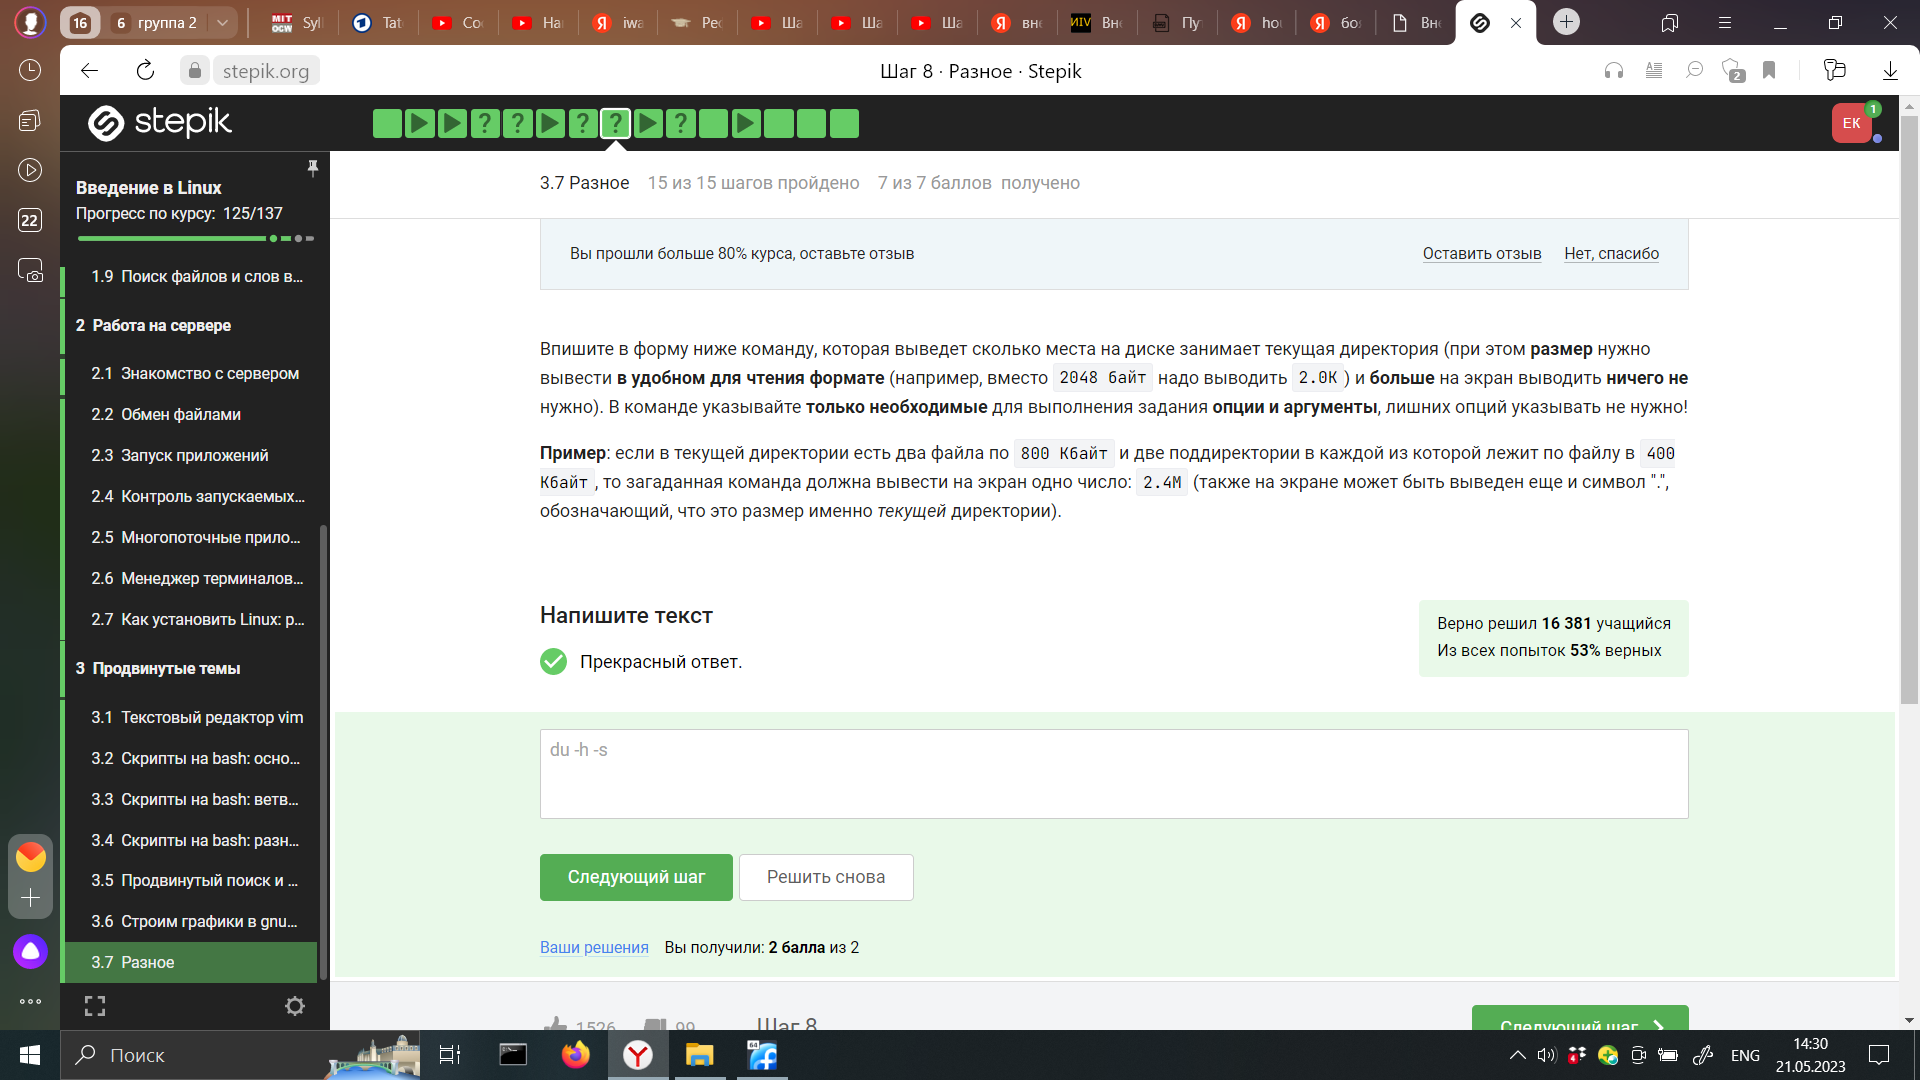 16
6 группа 2
MIT OCW Syl
Tat
Со
На
iwa
Рес
Ша
Ша
Ша
вне
ИIV Вне
Пу
hou
боя
Вне
stepik.org
Шаг 8 · Разное · Stepik
2
22
stepik
? ? ? ? ?
ЕК
1
Введение в Linux
Прогресс по курсу: 125/137
1.9 Поиск файлов и слов в...
2 Работа на сервере
2.1 Знакомство с сервером
2.2 Обмен файлами
2.3 Запуск приложений
2.4 Контроль запускаемых...
2.5 Многопоточные прило...
2.6 Менеджер терминалов...
2.7 Как установить Linux: р...
3 Продвинутые темы
3.1 Текстовый редактор vim
3.2 Скрипты на bash: осно...
3.3 Скрипты на bash: ветв...
3.4 Скрипты на bash: разн...
3.5 Продвинутый поиск и ...
3.6 Строим графики в gnu...
3.7 Разное
3.7 Разное 15 из 15 шагов пройдено 7 из 7 баллов получено
Вы прошли больше 80% курса, оставьте отзыв Оставить отзыв Нет, спасибо
Впишите в форму ниже команду, которая выведет сколько места на диске занимает текущая директория (при этом размер нужно
вывести в удобном для чтения формате (например, вместо 2048 байт надо выводить 2.0K ) и больше на экран выводить ничего не
нужно). В команде указывайте только необходимые для выполнения задания опции и аргументы, лишних опций указывать не нужно!
Пример: если в текущей директории есть два файла по 800 Кбайт и две поддиректории в каждой из которой лежит по файлу в 400
Кбайт , то загаданная команда должна вывести на экран одно число: 2.4M (также на экране может быть выведен еще и символ ".",
обозначающий, что это размер именно текущей директории).
Напишите текст
Прекрасный ответ.
Верно решил 16 381 учащийся
Из всех попыток 53% верных
du -h -s
Следующий шаг Решить снова
Ваши решения Вы получили: 2 балла из 2
1526 99 Шаг 8 Следующий шаг
Поиск
64
4
ENG
14:30
21.05.2023